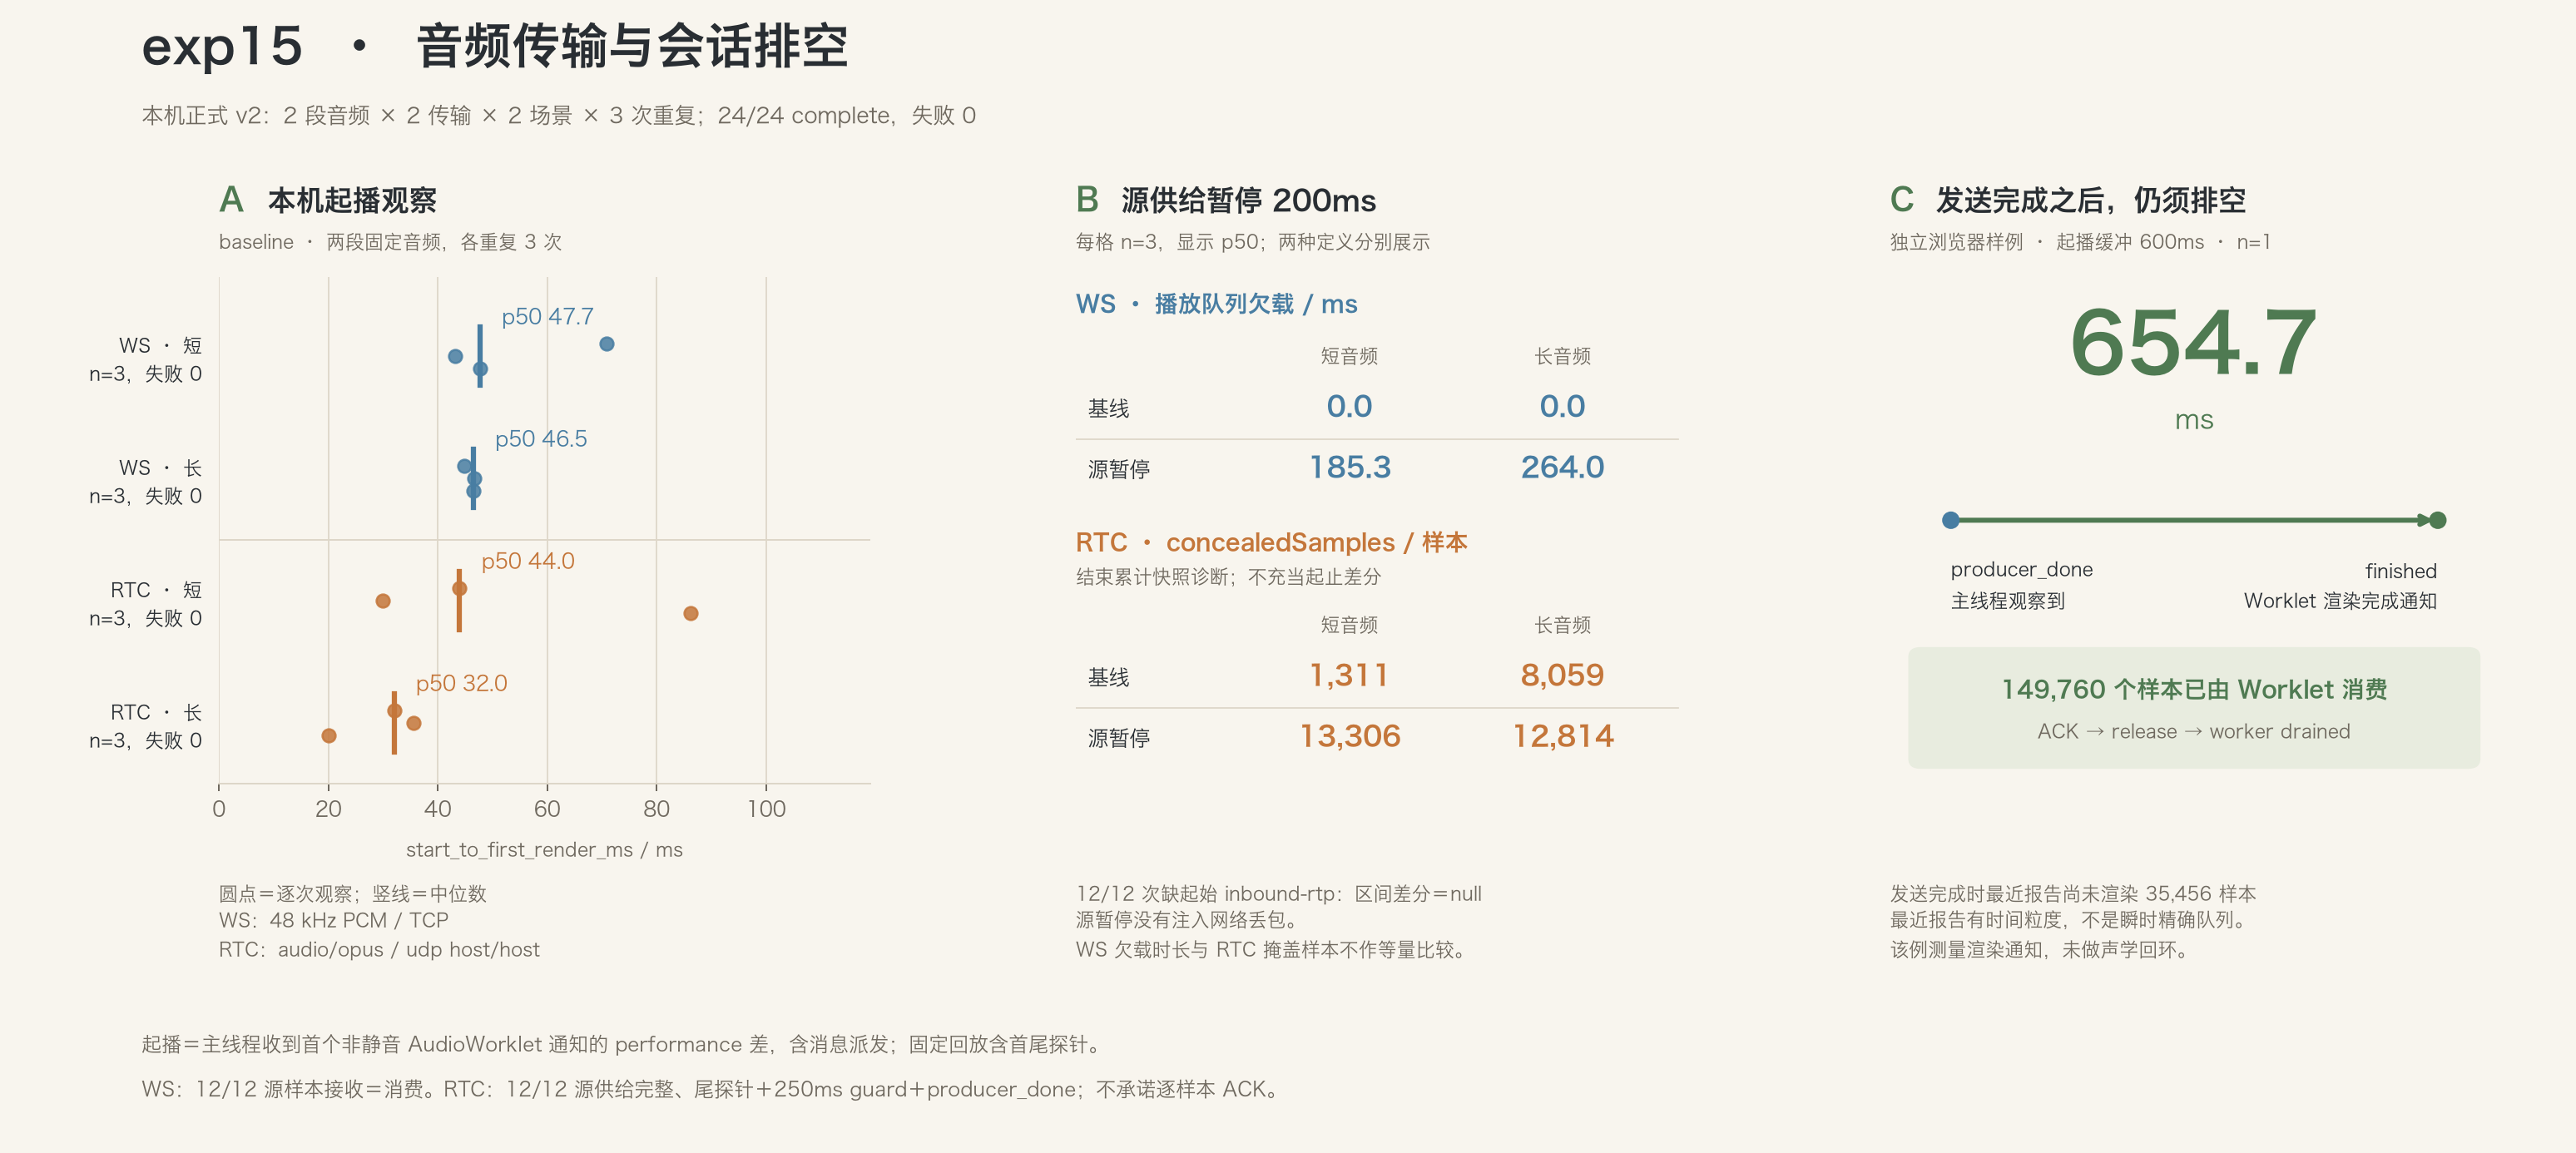 exp15 · 音频传输与会话排空
本机正式 v2：2 段音频 × 2 传输 × 2 场景 × 3 次重复；24/24 complete，失败 0
A 本机起播观察
baseline · 两段固定音频，各重复 3 次
p50 47.7
WS · 短
n=3，失败 0
p50 46.5
WS · 长
n=3，失败 0
p50 44.0
RTC · 短
n=3，失败 0
p50 32.0
RTC · 长
n=3，失败 0
0 20 40 60 80 100
start_to_first_render_ms / ms
圆点＝逐次观察；竖线＝中位数
WS：48 kHz PCM / TCP
RTC：audio/opus / udp host/host
B 源供给暂停 200ms
每格 n=3，显示 p50；两种定义分别展示
WS · 播放队列欠载 / ms
短音频 长音频
基线 0.0 0.0
源暂停 185.3 264.0
RTC · concealedSamples / 样本
结束累计快照诊断；不充当起止差分
短音频 长音频
基线 1,311 8,059
源暂停 13,306 12,814
12/12 次缺起始 inbound-rtp：区间差分＝null
源暂停没有注入网络丢包。
WS 欠载时长与 RTC 掩盖样本不作等量比较。
C 发送完成之后，仍须排空
独立浏览器样例 · 起播缓冲 600ms · n=1
654.7
ms
producer_done finished
主线程观察到 Worklet 渲染完成通知
149,760 个样本已由 Worklet 消费
ACK → release → worker drained
发送完成时最近报告尚未渲染 35,456 样本
最近报告有时间粒度，不是瞬时精确队列。
该例测量渲染通知，未做声学回环。
起播＝主线程收到首个非静音 AudioWorklet 通知的 performance 差，含消息派发；固定回放含首尾探针。
WS：12/12 源样本接收＝消费。RTC：12/12 源供给完整、尾探针＋250ms guard＋producer_done；不承诺逐样本 ACK。